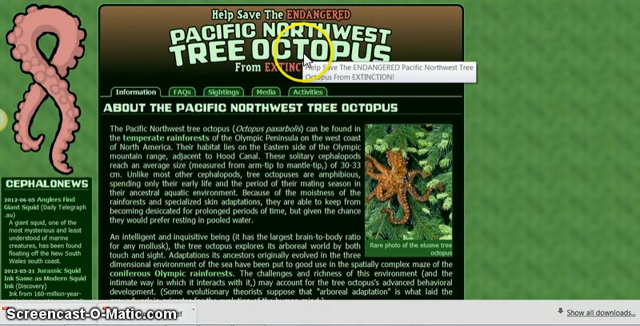 Help Save The ENDANGERED
PACIFIC NORTHWEST
TREE OCTOPUS
From
Help Save The ENDANGERED Pacific Northwest Tree
Octopus From EXTINCTION!
Information FAQs Sightings Media Activities
ABOUT THE PACIFIC NORTHWEST TREE OCTOPUS
The Pacific Northwest tree octopus (Octopus paxarbolis) can be found in
the temperate rainforests of the Olympic Peninsula on the west coast
of North America. Their habitat lies on the Eastern side of the Olympic
mountain range, adjacent to Hood Canal. These solitary cephalopods
reach an average size (measured from arm-tip to mantle-tip,) of 30-33
cm. Unlike most other cephalopods, tree octopuses are amphibious,
spending only their early life and the period of their mating season in
their ancestral aquatic environment. Because of the moistness of the
rainforests and specialized skin adaptations, they are able to keep from
becoming desiccated for prolonged periods of time, but given the chance
they would prefer resting in pooled water.
An intelligent and inquisitive being (it has the largest brain-to-body ratio
for any mollusk), the tree octopus explores its arboreal world by both
touch and sight. Adaptations its ancestors originally evolved in the three
dimensional environment of the sea have been put to good use in the spatially complex maze of the
coniferous Olympic rainforests. The challenges and richness of this environment (and the
intimate way in which it interacts with it,) may account for the tree octopus's advanced behavioral
development. (Some evolutionary theorists suppose that "arboreal adaptation" is what laid the
Rare photo of the elusive tree
octopus
CEPHALONEWS
2012-06-05 Anglers Find
Giant Squid (Daily Telegraph
.au)
A giant squid, one of the
most mysterious and least
understood of marine
creatures, has been found
floating off the New South
Wales south coast.
2012-05-21 Jurassic Squid
Ink Same as Modern Squid
Ink (Discovery)
Ink from 160-million-year-
Screencast-O-Matic.com
Show all downloads...